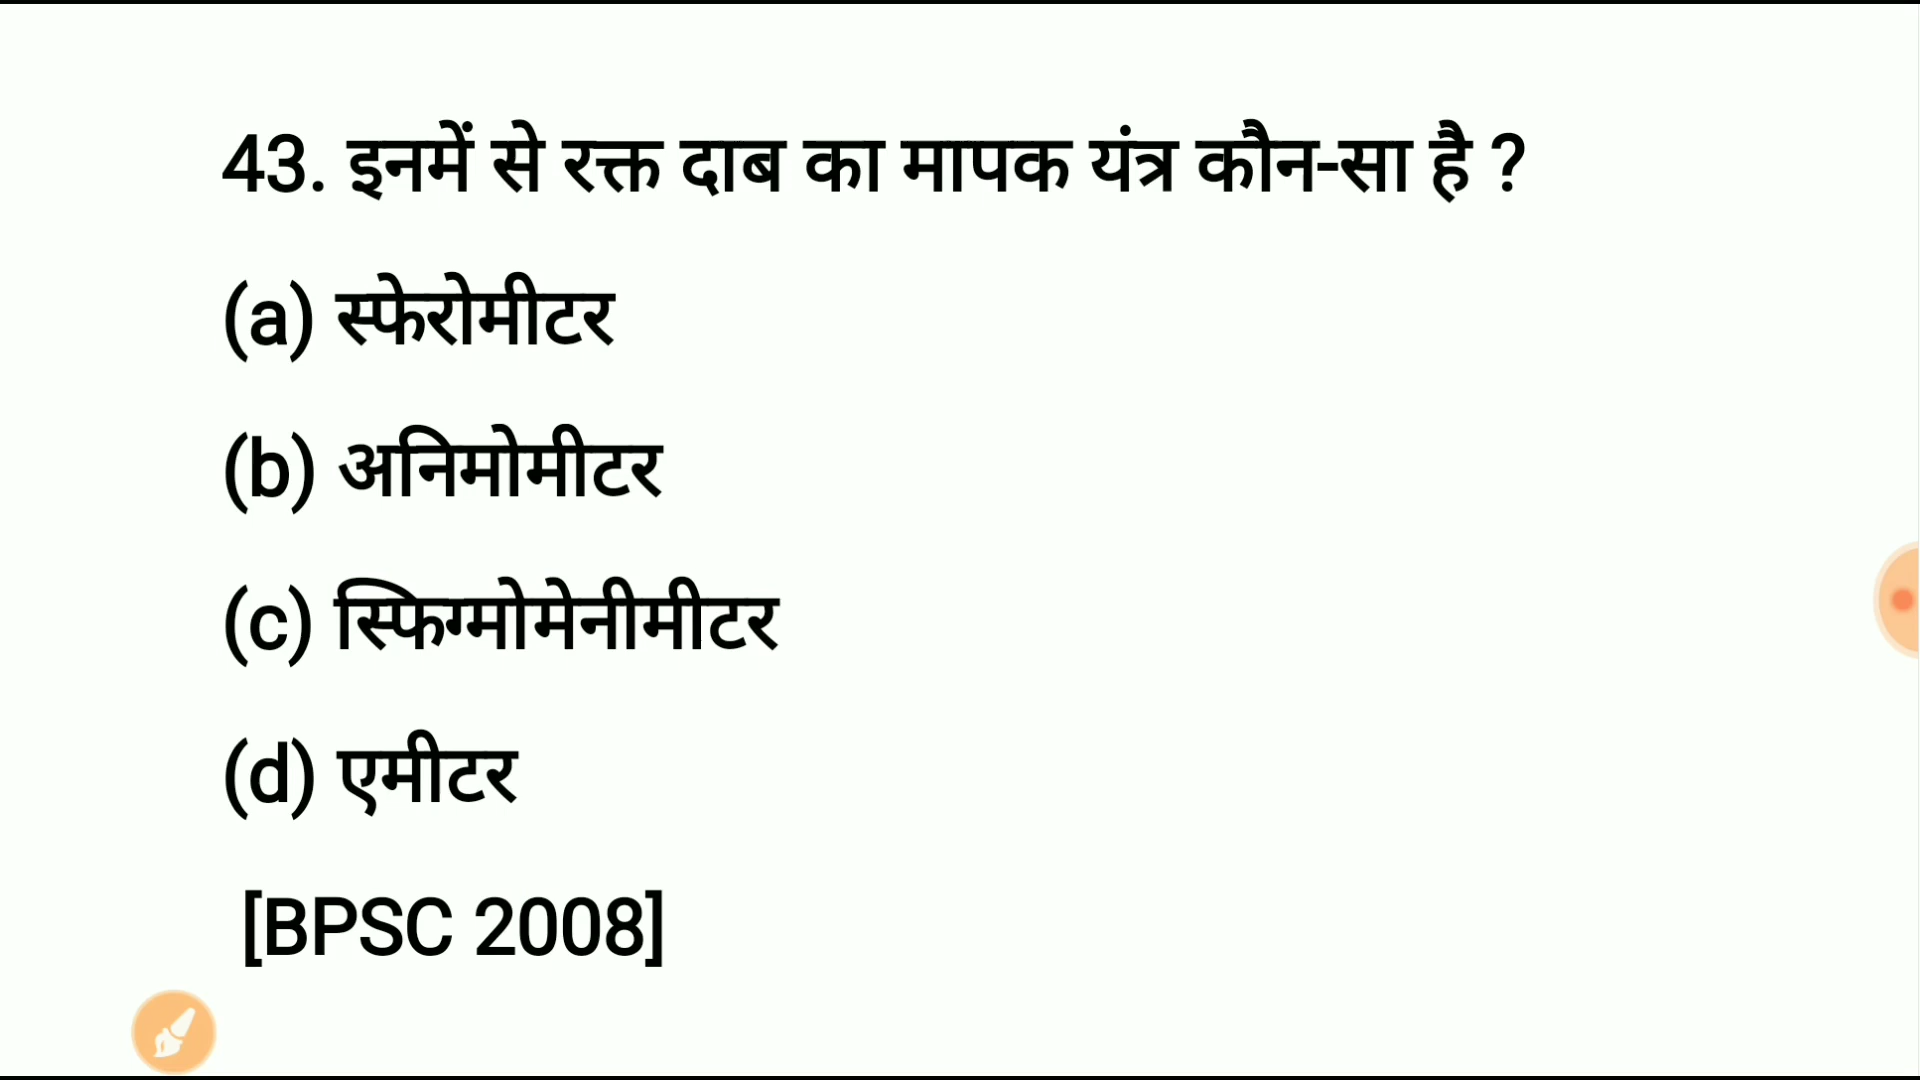 43. इनमें से रक्त दाब का मापक यंत्र कौन-सा है ?
(a) स्फेरोमीटर
(b) अनिमोमीटर
(c) स्फिग्मोमेनीमीटर
(d) एमीटर
[BPSC 2008]